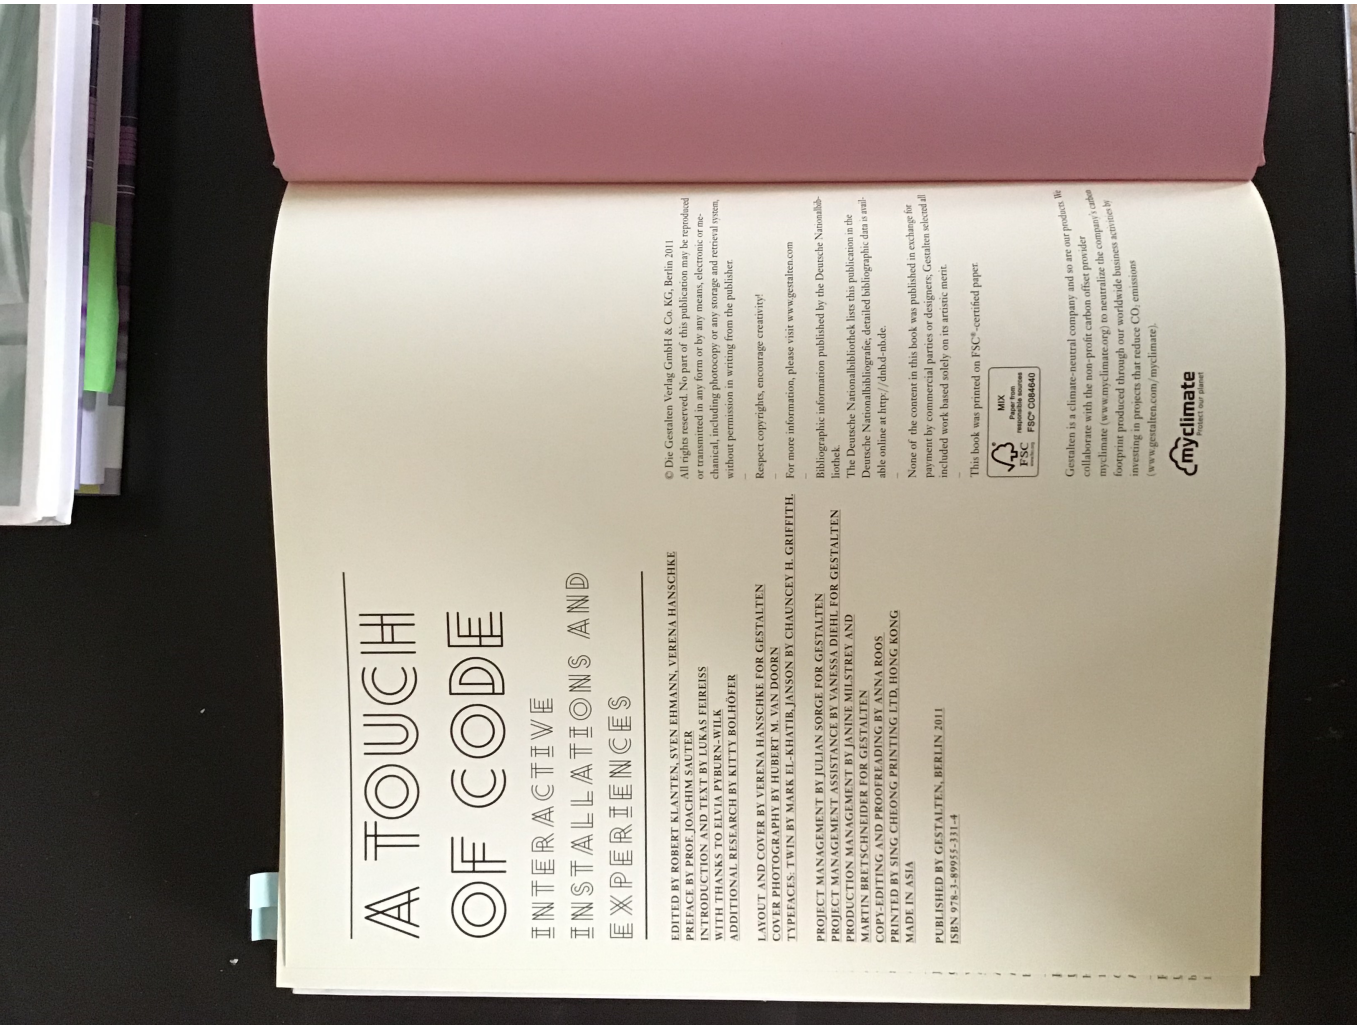 A TOUCH
OF CODE
INTERACTIVE
INSTALLATIONS AND
EXPERIENCES
EDITED BY ROBERT KLANTEN, SVEN EHMANN, VERENA HANSCHKE
PREFACE BY PROF. JOACHIM SAUTER
INTRODUCTION AND TEXT BY LUKAS FEIREISS
WITH THANKS TO ELVIA PYBURN-WILK
ADDITIONAL RESEARCH BY KITTY BOLHÖFER
LAYOUT AND COVER BY VERENA HANSCHKE FOR GESTALTEN
COVER PHOTOGRAPHY BY HUBERT M. VAN DOORN
TYPEFACES: TWIN BY MARK EL-KHATIB, JANSON BY CHAUNCEY H. GRIFFITH.
PROJECT MANAGEMENT BY JULIAN SORGE FOR GESTALTEN
PROJECT MANAGEMENT ASSISTANCE BY VANESSA DIEHL FOR GESTALTEN
PRODUCTION MANAGEMENT BY JANINE MILSTREY AND
MARTIN BRETSCHNEIDER FOR GESTALTEN
COPY-EDITING AND PROOFREADING BY ANNA ROOS
PRINTED BY SING CHEONG PRINTING LTD, HONG KONG
MADE IN ASIA
PUBLISHED BY GESTALTEN, BERLIN 2011
ISBN 978-3-89955-331-4
© Die Gestalten Verlag GmbH & Co. KG, Berlin 2011
All rights reserved. No part of this publication may be reproduced
or transmitted in any form or by any means, electronic or me-
chanical, including photocopy or any storage and retrieval system,
without permission in writing from the publisher.
–
Respect copyrights, encourage creativity!
–
For more information, please visit www.gestalten.com
–
Bibliographic information published by the Deutsche Nationalbib-
liothek
The Deutsche Nationalbibliothek lists this publication in the
Deutsche Nationalbibliografie; detailed bibliographic data is avail-
able online at http://dnb.d-nb.de.
–
None of the content in this book was published in exchange for
payment by commercial parties or designers; Gestalten selected all
included work based solely on its artistic merit.
–
This book was printed on FSC®-certified paper.
FSC
MIX
Paper from
responsible sources
FSC® C084640
Gestalten is a climate-neutral company and so are our products. We
collaborate with the non-profit carbon offset provider
myclimate (www.myclimate.org) to neutralize the company's carbon
footprint produced through our worldwide business activities by
investing in projects that reduce CO₂ emissions
(www.gestalten.com/myclimate).
myclimate
Protect our planet